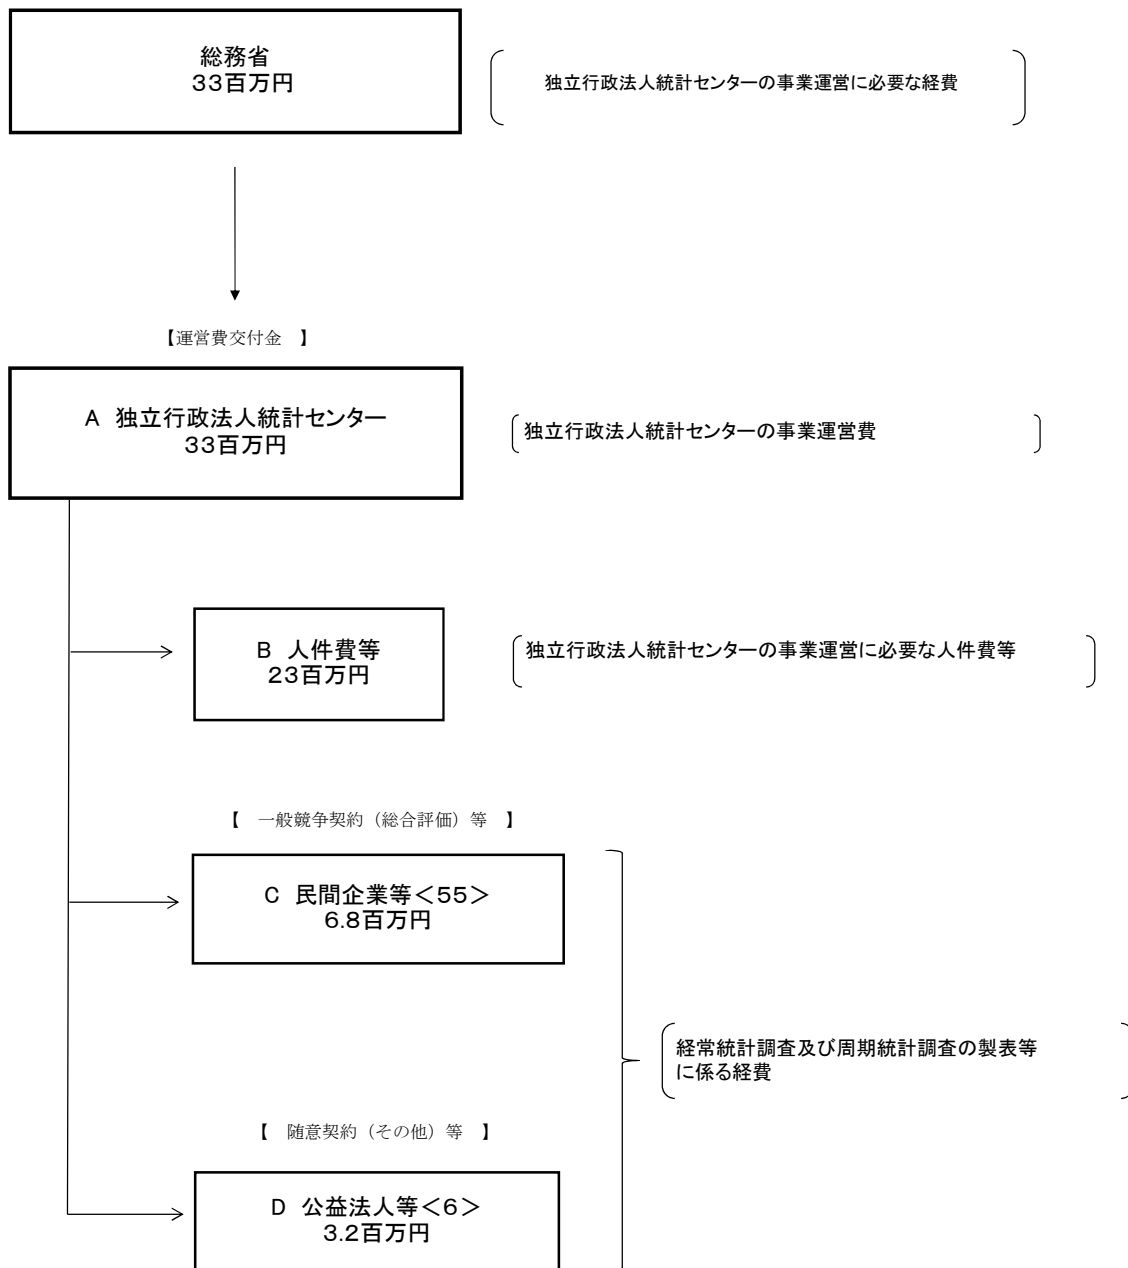 総務省
33百万円
独立行政法人統計センターの事業運営に必要な経費
【運営費交付金　】
A 独立行政法人統計センター
33百万円
独立行政法人統計センターの事業運営費
B 人件費等
23百万円
独立行政法人統計センターの事業運営に必要な人件費等
【　一般競争契約（総合評価）等　】
C 民間企業等＜55＞
6.8百万円
経常統計調査及び周期統計調査の製表等
に係る経費
【　随意契約（その他）等　】
D 公益法人等＜6＞
3.2百万円